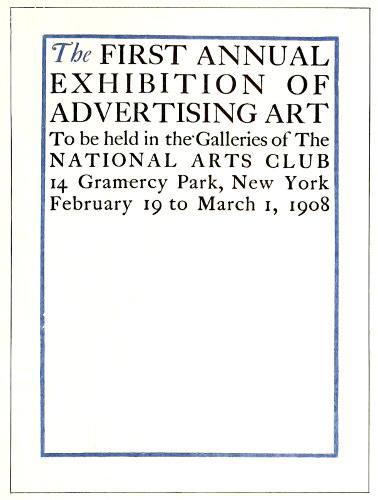 The FIRST ANNUAL
EXHIBITION OF
ADVERTISING ART
To be held in the Galleries of The
NATIONAL ARTS CLUB
14 Gramercy Park, New York
February 19 to March 1, 1908